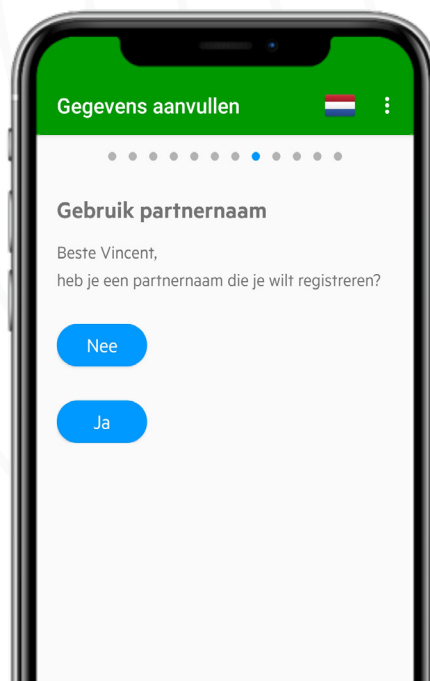 Gegevens aanvullen
Gebruik partnernaam
Beste Vincent,
heb je een partnernaam die je wilt registreren?
Nee
Ja